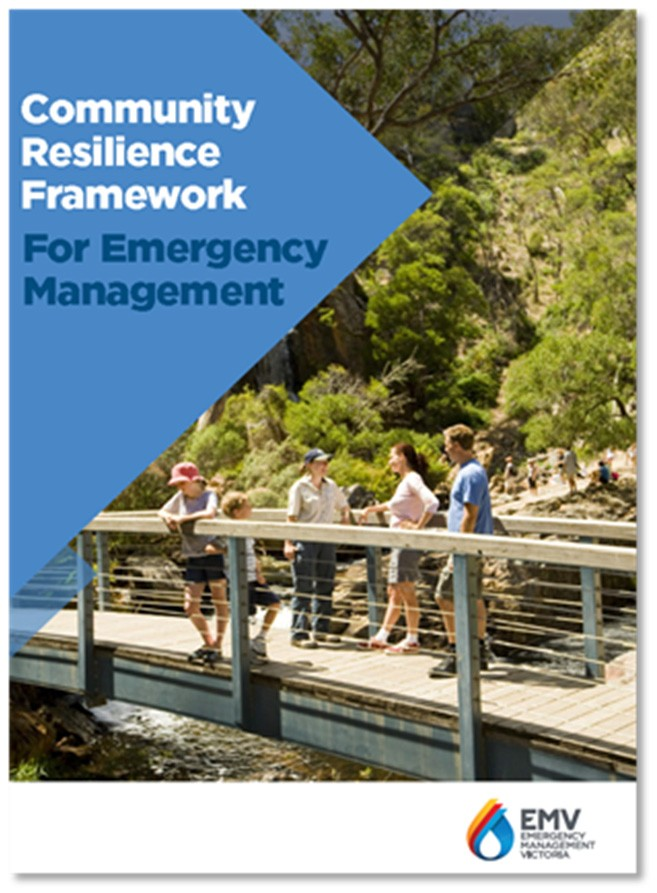 Community
Resilience
Framework
For Emergency
Management
EMV
EMERGENCY
MANAGEMENT
VICTORIA